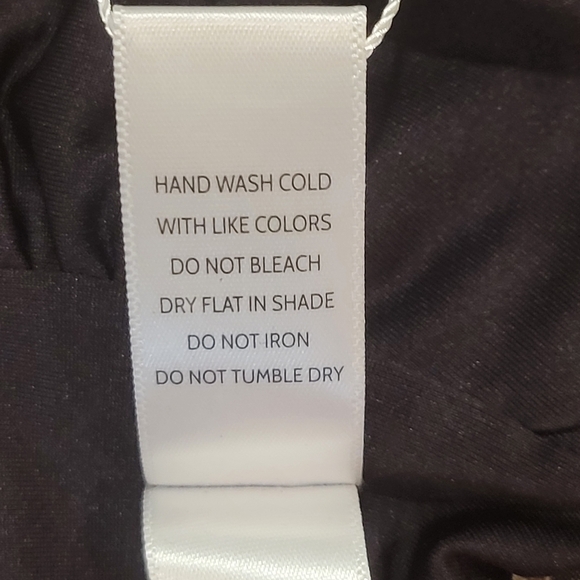 HAND WASH COLD
WITH LIKE COLORS
DO NOT BLEACH
DRY FLAT IN SHADE
DO NOT IRON
DO NOT TUMBLE DRY